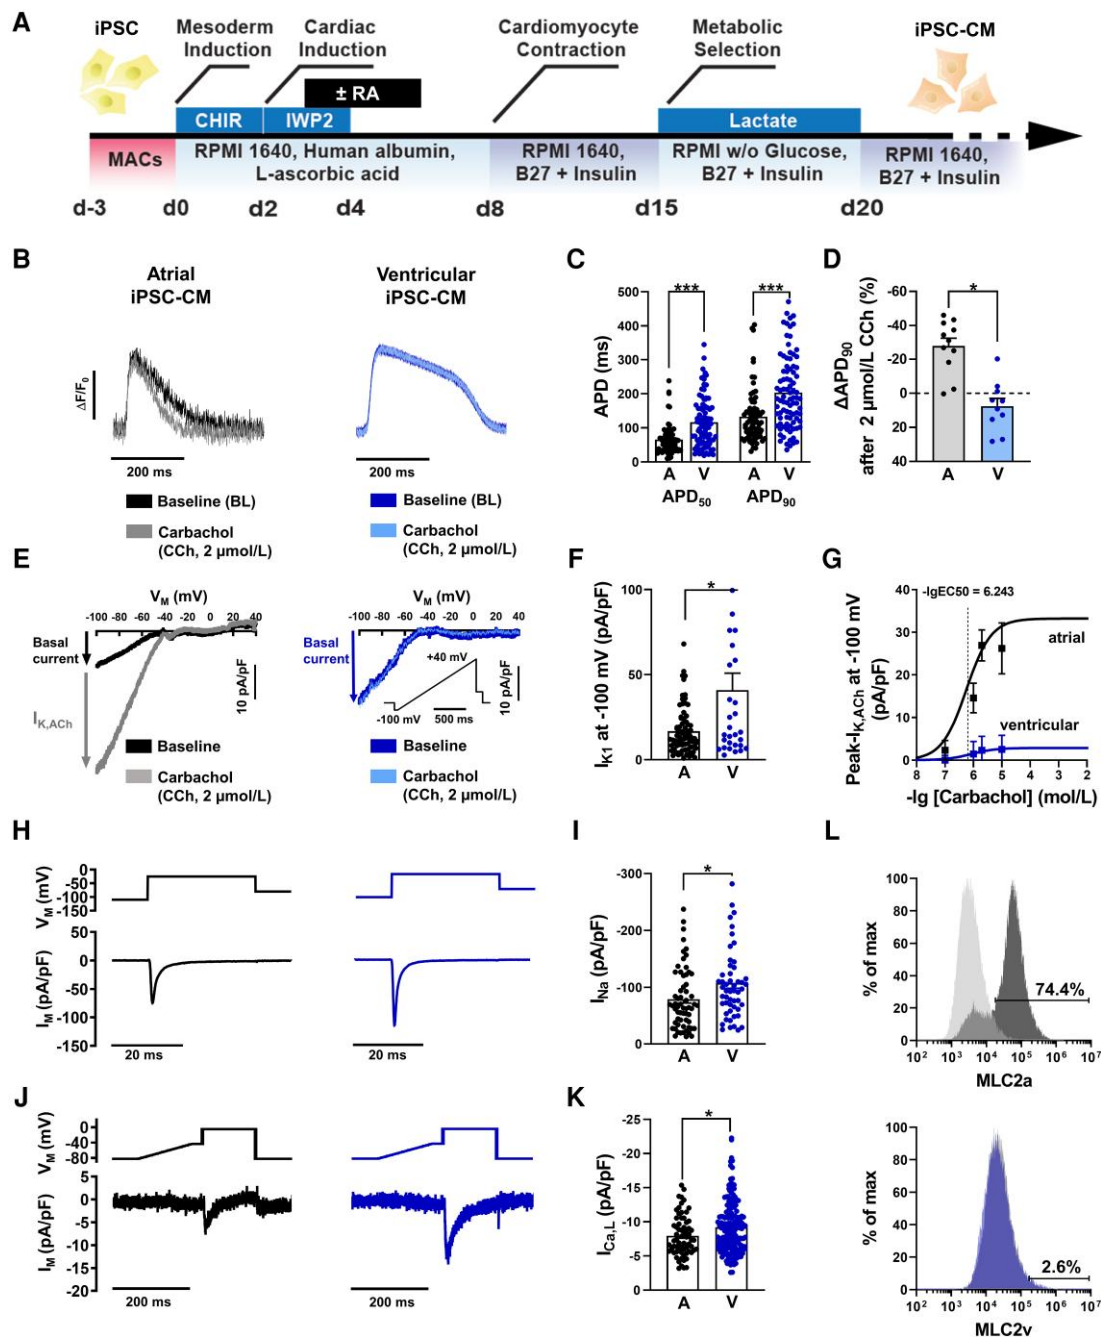 A
iPSC
Mesoderm
Induction
Cardiac
Induction
Cardiomyocyte
Contraction
Metabolic
Selection
iPSC-CM
± RA
CHIR
IWP2
Lactate
MACs
RPMI 1640, Human albumin,
L-ascorbic acid
RPMI 1640,
B27 + Insulin
RPMI w/o Glucose,
B27 + Insulin
RPMI 1640,
B27 + Insulin
d-3
d0
d2
d4
d8
d15
d20
B
Atrial
iPSC-CM
Ventricular
iPSC-CM
ΔF/F₀
200 ms
200 ms
Baseline (BL)
Carbachol
(CCh, 2 µmol/L)
Baseline (BL)
Carbachol
(CCh, 2 µmol/L)
C
APD (ms)
500
400
300
200
100
0
***
***
A V A V
APD₅₀ APD₉₀
D
ΔAPD₉₀
after 2 µmol/L CCh (%)
-60
-40
-20
0
20
40
*
A V
E
V_M (mV)
-100 -80 -60 -40 -20 0 20 40
Basal
current
I_K,ACh
10 pA/pF
Baseline
Carbachol
(CCh, 2 µmol/L)
V_M (mV)
-100 -80 -60 -40 -20 0 20 40
Basal
current
+40 mV
-100 mV
500 ms
10 pA/pF
Baseline
Carbachol
(CCh, 2 µmol/L)
F
I_K1 at -100 mV (pA/pF)
100
50
0
*
A V
G
Peak-I_K,ACh at -100 mV
(pA/pF)
-lgEC50 = 6.243
40
30
20
10
0
atrial
ventricular
8 7 6 5 4 3 2
-lg [Carbachol] (mol/L)
H
V_M (mV)
0
-50
-100
-150
I_M (pA/pF)
50
0
-50
-100
-150
20 ms
20 ms
I
I_Na (pA/pF)
-300
-200
-100
0
*
A V
L
% of max
100
80
60
40
20
0
74.4%
10² 10³ 10⁴ 10⁵ 10⁶ 10⁷
MLC2a
J
V_M (mV)
0
-40
-80
I_M (pA/pF)
5
0
-5
-10
-15
-20
200 ms
200 ms
K
I_Ca,L (pA/pF)
-25
-20
-15
-10
-5
0
*
A V
% of max
100
80
60
40
20
0
2.6%
10² 10³ 10⁴ 10⁵ 10⁶ 10⁷
MLC2v